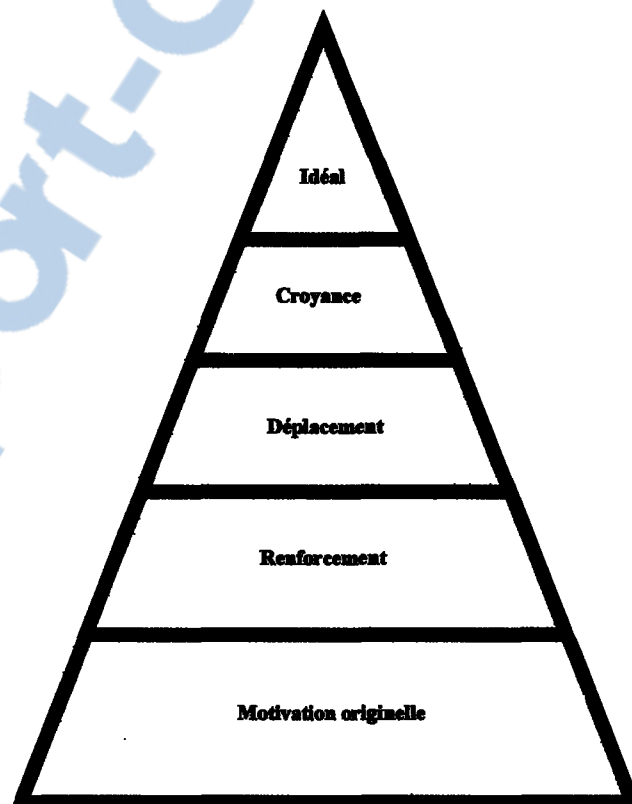 Idéal
Croyance
Déplacement
Renforcement
Motivation originelle